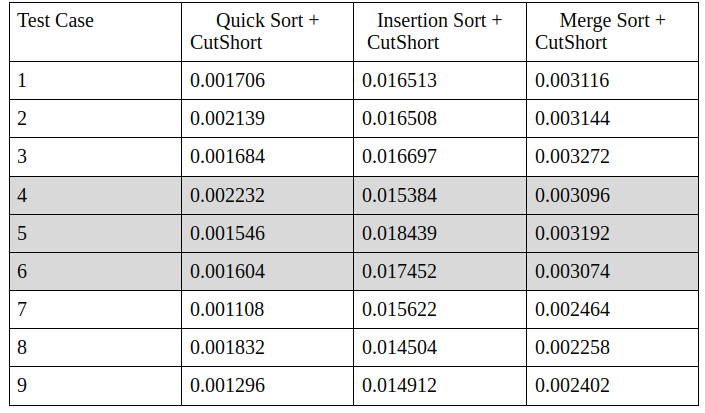 Test Case Quick Sort + Insertion Sort + Merge Sort +
CutShort CutShort CutShort
1 0.001706 0.016513 0.003116
2 0.002139 0.016508 0.003144
3 0.001684 0.016697 0.003272
4 0.002232 0.015384 0.003096
5 0.001546 0.018439 0.003192
6 0.001604 0.017452 0.003074
7 0.001108 0.015622 0.002464
8 0.001832 0.014504 0.002258
9 0.001296 0.014912 0.002402